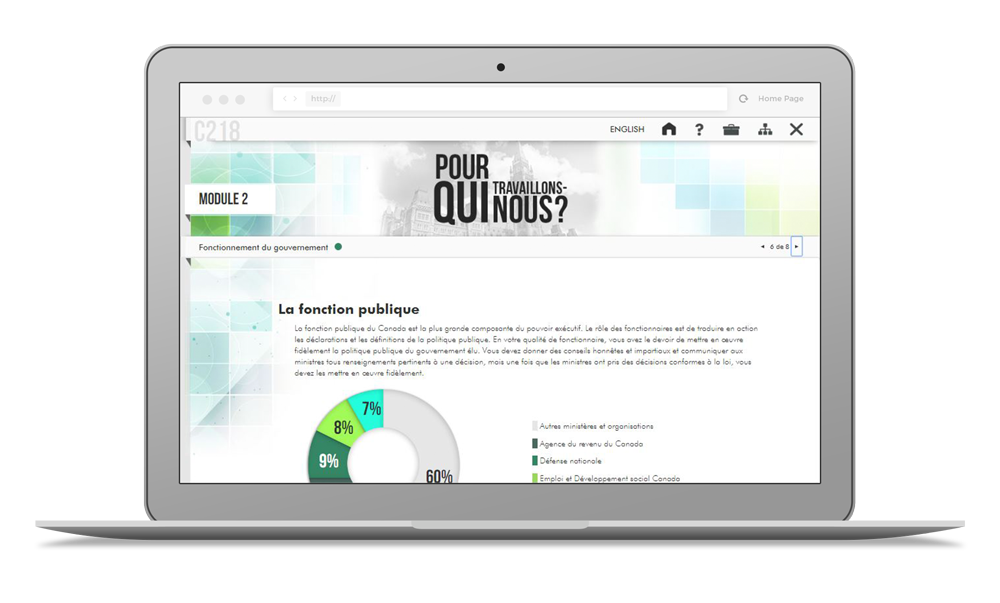 http://
Home Page
C218
ENGLISH
?
MODULE 2
POUR
QUI TRAVAILLONS-
NOUS?
Fonctionnement du gouvernement
6 de 8
La fonction publique
La fonction publique du Canada est la plus grande composante du pouvoir exécutif. Le rôle des fonctionnaires est de traduire en action
les déclarations et les définitions de la politique publique. En votre qualité de fonctionnaire, vous avez le devoir de mettre en œuvre
fidèlement la politique publique du gouvernement élu. Vous devez donner des conseils honnêtes et impartiaux et communiquer aux
ministres tous renseignements pertinents à une décision, mais une fois que les ministres ont pris des décisions conformes à la loi, vous
devez les mettre en œuvre fidèlement.
7%
8%
9%
60%
Autres ministères et organisations
Agence du revenu du Canada
Défense nationale
Emploi et Développement social Canada